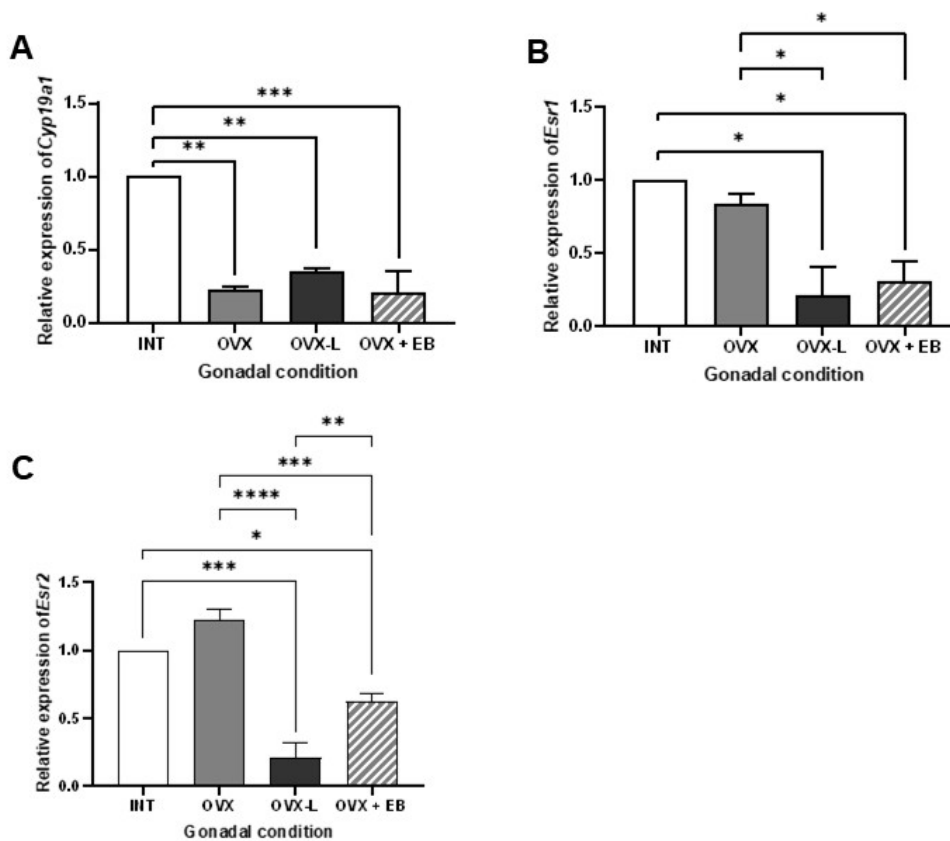 A
Relative expression of Cyp19a1
1.5
1.0
0.5
0.0
***
**
**
INT OVX OVX-L OVX + EB
Gonadal condition
B
Relative expression of Esr1
1.5
1.0
0.5
0.0
*
*
*
*
INT OVX OVX-L OVX + EB
Gonadal condition
C
Relative expression of Esr2
1.5
1.0
0.5
0.0
**
***
****
*
***
INT OVX OVX-L OVX + EB
Gonadal condition